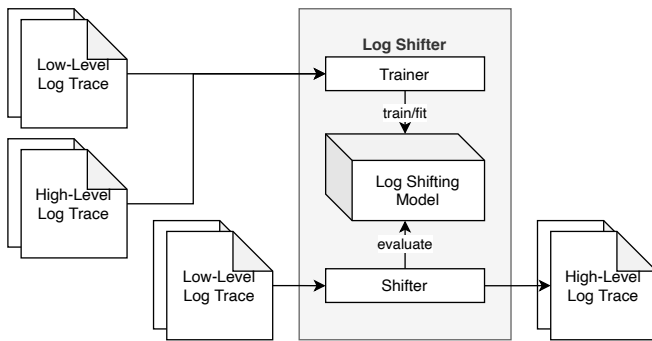 Low-Level
Log Trace
High-Level
Log Trace
Log Shifter
Trainer
train/fit
Log Shifting
Model
evaluate
Low-Level
Log Trace
Shifter
High-Level
Log Trace